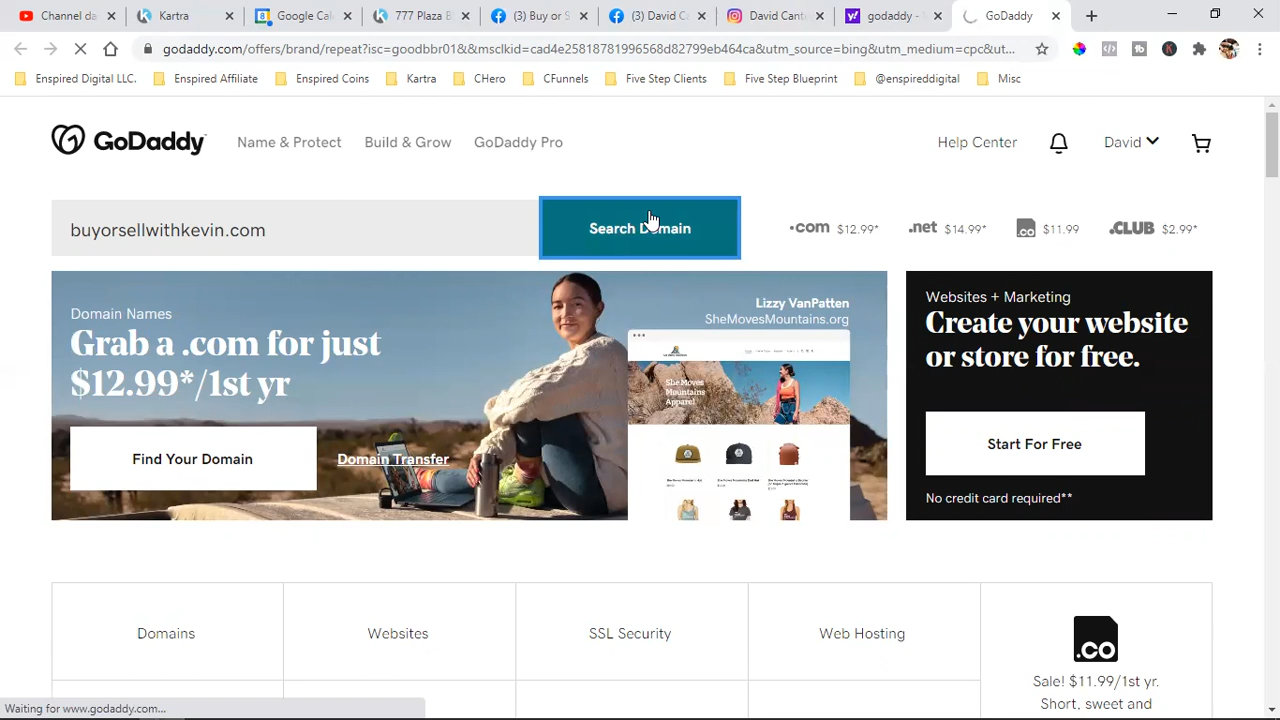 Channel da
Kartra
Google Cal
777 Plaza B
(3) Buy or S
(3) David Ca
David Cant
godaddy -
GoDaddy
godaddy.com/offers/brand/repeat?isc=goodbbr01&&msclkid=cad4e25818781996568d82799eb464ca&utm_source=bing&utm_medium=cpc&ut...
Enspired Digital LLC.
Enspired Affiliate
Enspired Coins
Kartra
CHero
CFunnels
Five Step Clients
Five Step Blueprint
@enspireddigital
Misc
GoDaddy
Name & Protect
Build & Grow
GoDaddy Pro
Help Center
David
buyorsellwithkevin.com
Search Domain
.com $12.99*
.net $14.99*
.co $11.99
.CLUB $2.99*
Domain Names
Grab a .com for just
$12.99*/1st yr
Find Your Domain
Domain Transfer
Lizzy VanPatten
SheMovesMountains.org
She Moves
Mountains
Apparel
Websites + Marketing
Create your website
or store for free.
Start For Free
No credit card required**
Domains
Websites
SSL Security
Web Hosting
.co
Sale! $11.99/1st yr.
Short, sweet and
Waiting for www.godaddy.com...